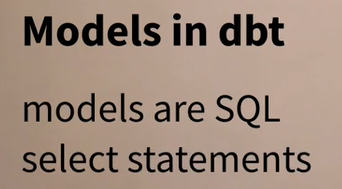 Models in dbt
models are SQL
select statements